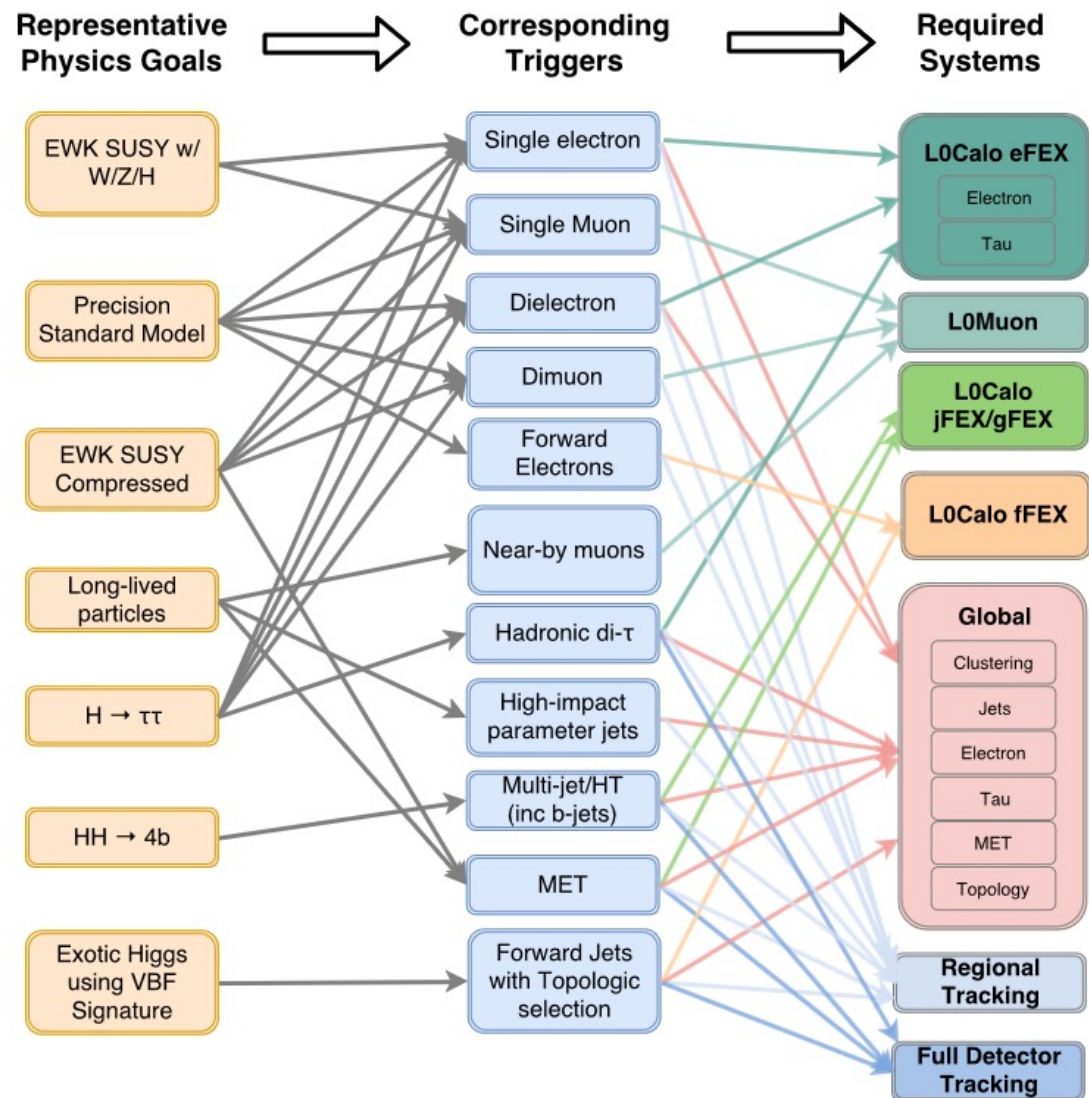 Representative
Physics Goals
Corresponding
Triggers
Required
Systems
EWK SUSY w/
W/Z/H
Precision
Standard Model
EWK SUSY
Compressed
Long-lived
particles
H → ττ
HH → 4b
Exotic Higgs
using VBF
Signature
Single electron
Single Muon
Dielectron
Dimuon
Forward
Electrons
Near-by muons
Hadronic di-τ
High-impact
parameter jets
Multi-jet/HT
(inc b-jets)
MET
Forward Jets
with Topologic
selection
L0Calo eFEX
Electron
Tau
L0Muon
L0Calo
jFEX/gFEX
L0Calo fFEX
Global
Clustering
Jets
Electron
Tau
MET
Topology
Regional
Tracking
Full Detector
Tracking